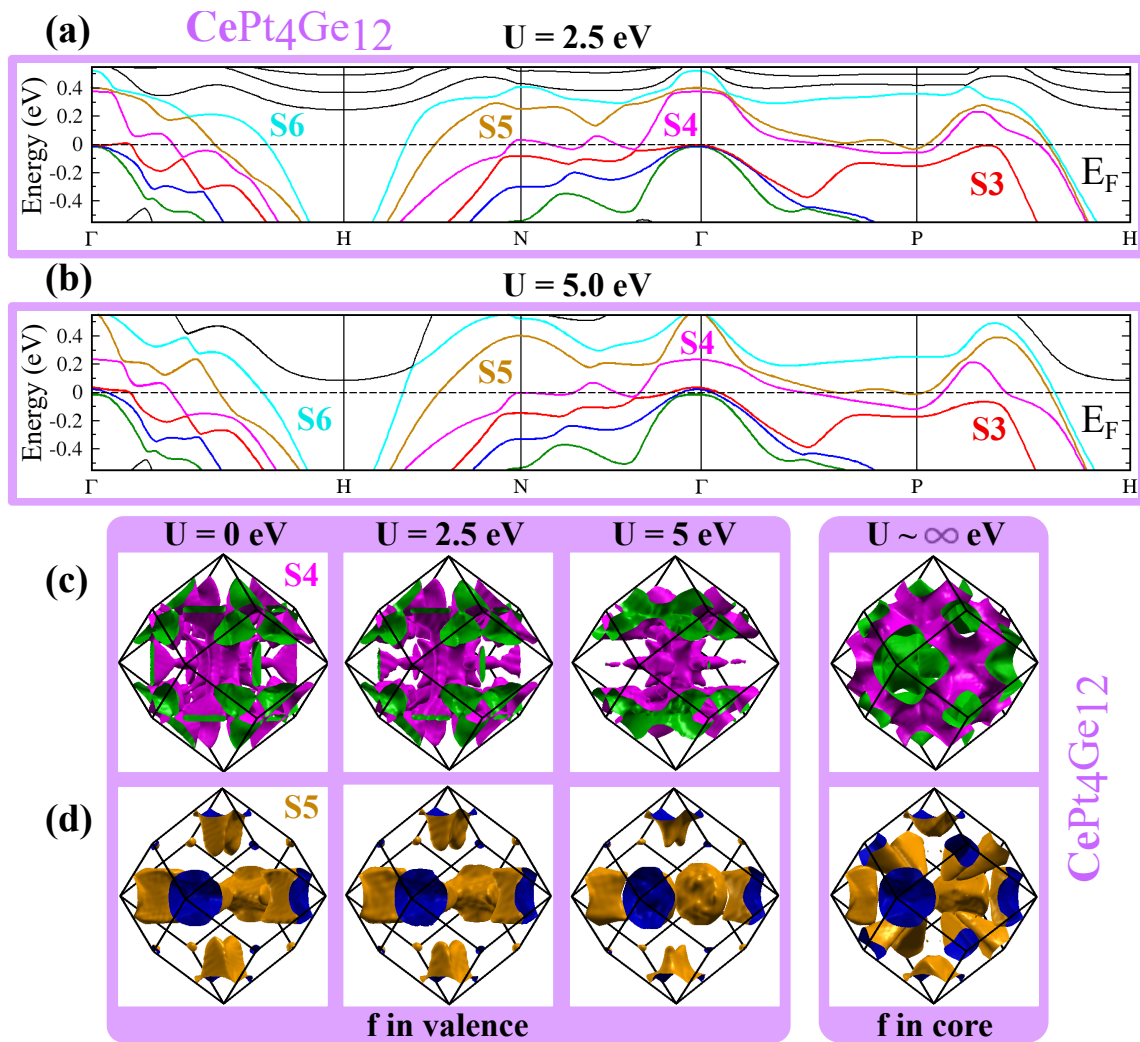 (a) CePt4Ge12 U = 2.5 eV
Energy (eV)
0.4
0.2
0
-0.2
-0.4
S6
S5
S4
S3
EF
Γ H N Γ P H
(b) U = 5.0 eV
Energy (eV)
0.4
0.2
0
-0.2
-0.4
S6
S5
S4
S3
EF
Γ H N Γ P H
U = 0 eV U = 2.5 eV U = 5 eV U ~ ∞ eV
(c)
S4
(d)
S5
CePt4Ge12
f in valence f in core